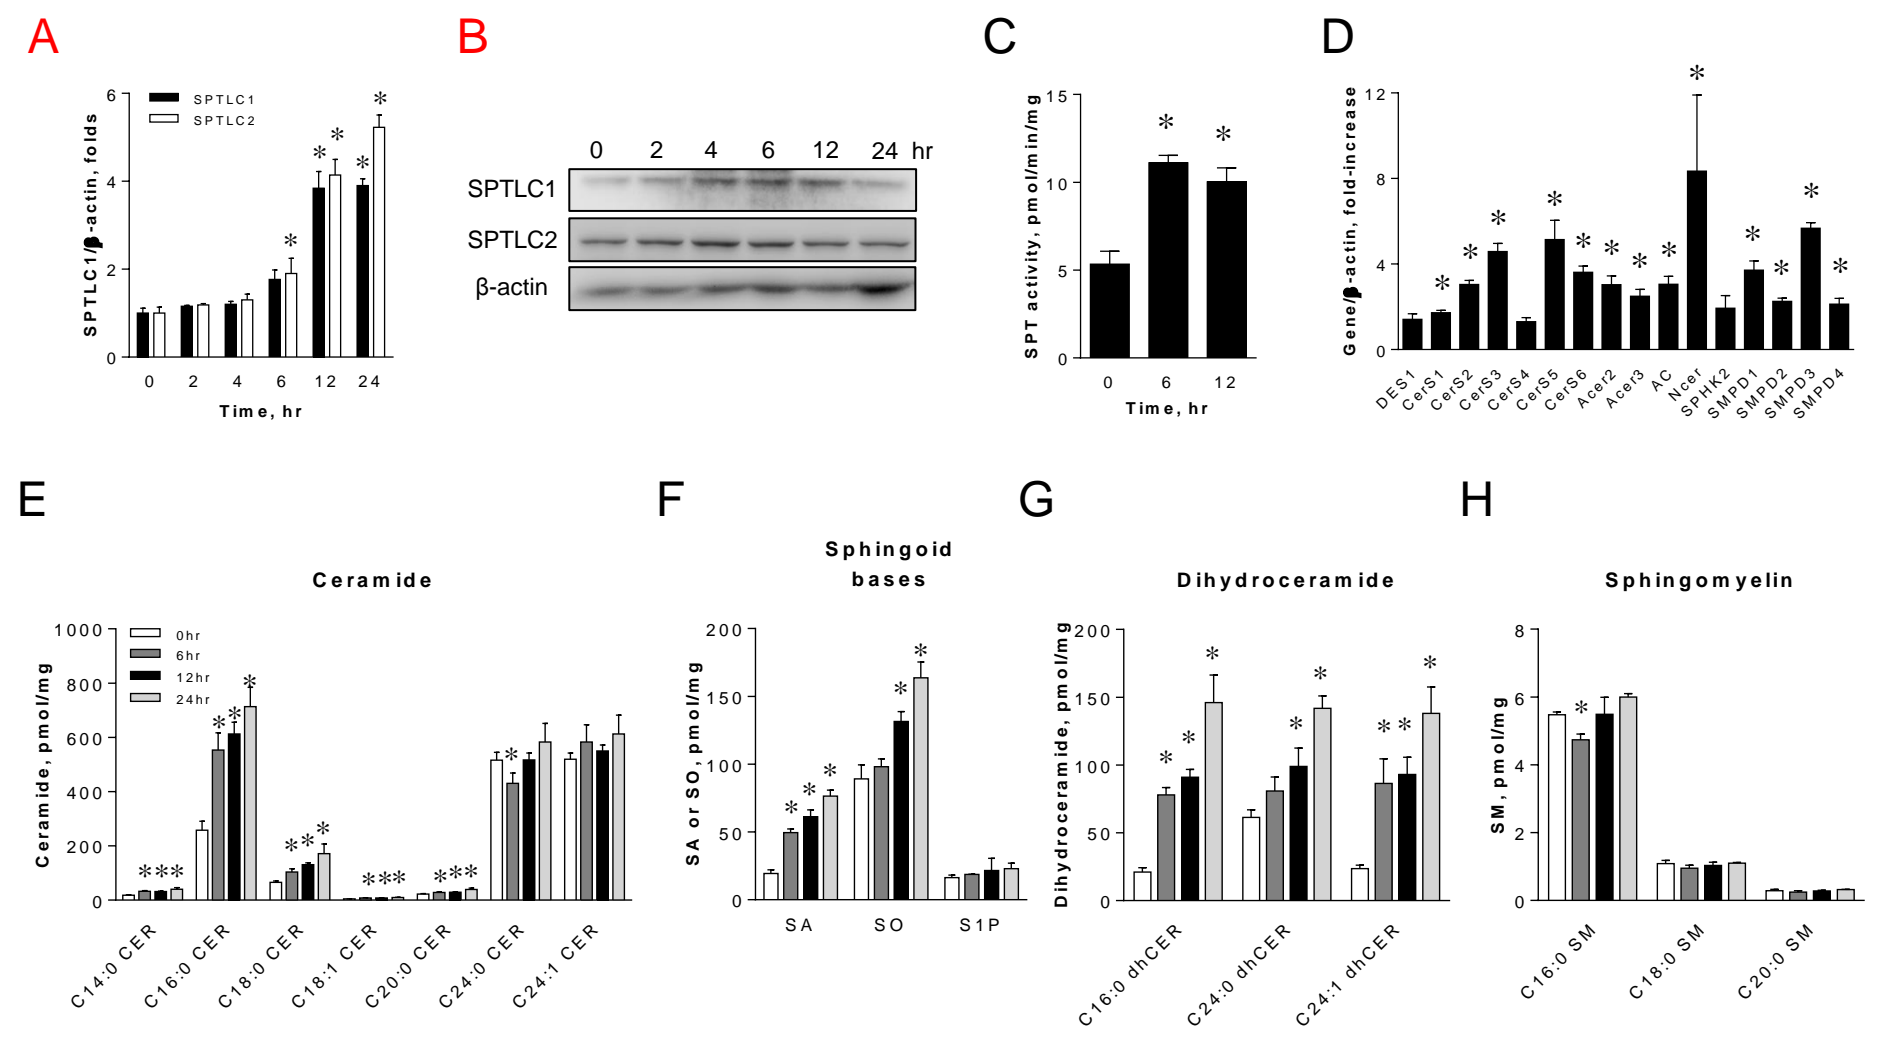 A
B
C
D
SPTLC1/β-actin, folds
6
4
2
0
SPTLC1
SPTLC2
*
*
*
*
*
0 2 4 6 12 24
Time, hr
0 2 4 6 12 24 hr
SPTLC1
SPTLC2
β-actin
SPT activity, pmol/min/mg
15
10
5
0
*
*
0 6 12
Time, hr
Gene/β-actin, fold-increase
12
8
4
0
* * * * * * * * * * * * *
DES1 CerS1 CerS2 CerS3 CerS4 CerS5 CerS6 Acer2 Acer3 AC Ncer SPHK2 SMPD1 SMPD2 SMPD3 SMPD4
E
F
G
H
Ceramide
Ceramide, pmol/mg
1000
800
600
400
200
0
0hr
6hr
12hr
24hr
*** *** *** *** *** *
C14:0 CER C16:0 CER C18:0 CER C18:1 CER C20:0 CER C24:0 CER C24:1 CER
Sphingoid
bases
SA or SO, pmol/mg
200
150
100
50
0
* * * * *
SA SO S1P
Dihydroceramide
Dihydroceramide, pmol/mg
200
150
100
50
0
* * * * * * * *
C16:0 dhCER C24:0 dhCER C24:1 dhCER
Sphingomyelin
SM, pmol/mg
8
6
4
2
0
*
C16:0 SM C18:0 SM C20:0 SM